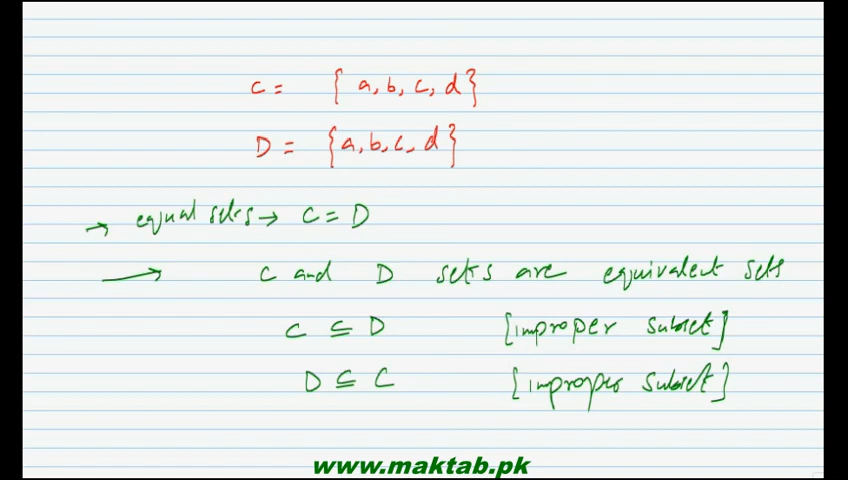 C = { a, b, c, d }
D = { a, b, c, d }
→ equal sets → C = D
→ C and D sets are equivalent sets
C ⊆ D [improper subset]
D ⊆ C [improper subset]
www.maktab.pk